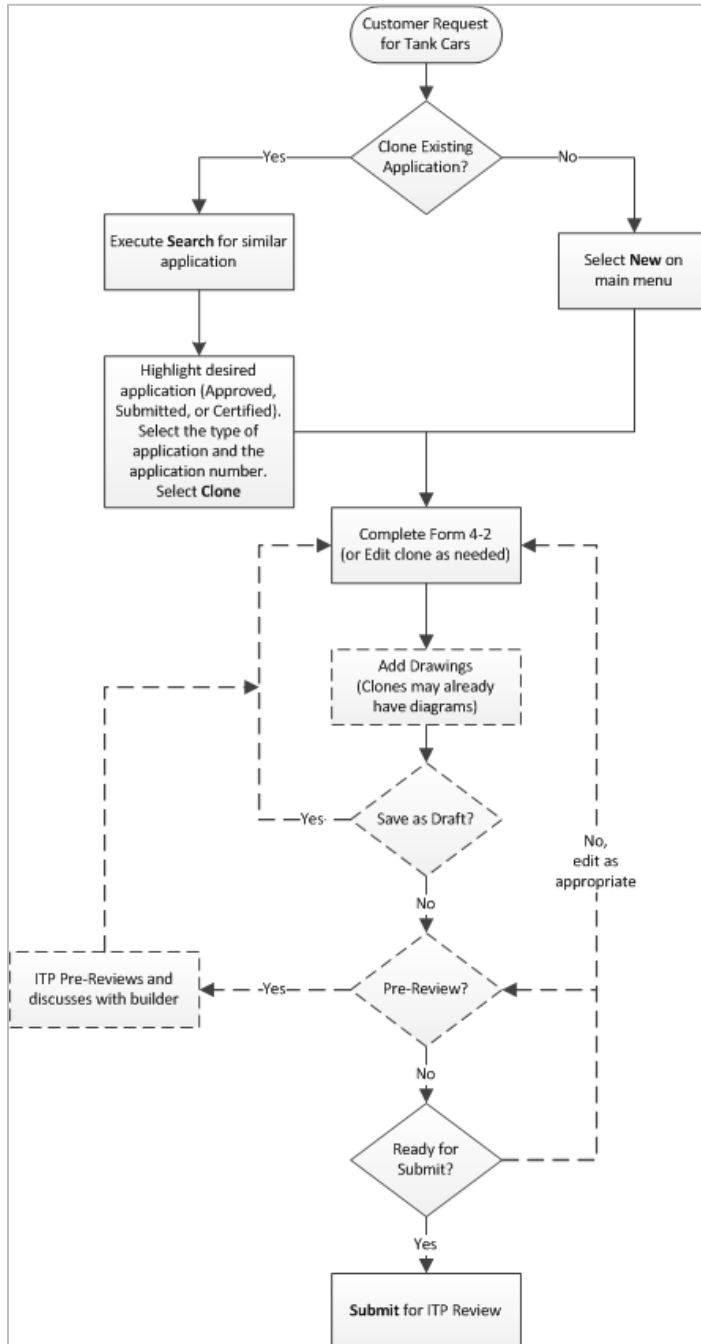 Customer Request
for Tank Cars
Clone Existing
Application?
Yes
No
Execute Search for similar
application
Select New on
main menu
Highlight desired
application (Approved,
Submitted, or Certified).
Select the type of
application and the
application number.
Select Clone
Complete Form 4-2
(or Edit clone as needed)
Add Drawings
(Clones may already
have diagrams)
Save as Draft?
Yes
No,
edit as
appropriate
No
ITP Pre-Reviews and
discusses with builder
Yes
Pre-Review?
No
Ready for
Submit?
Yes
Submit for ITP Review